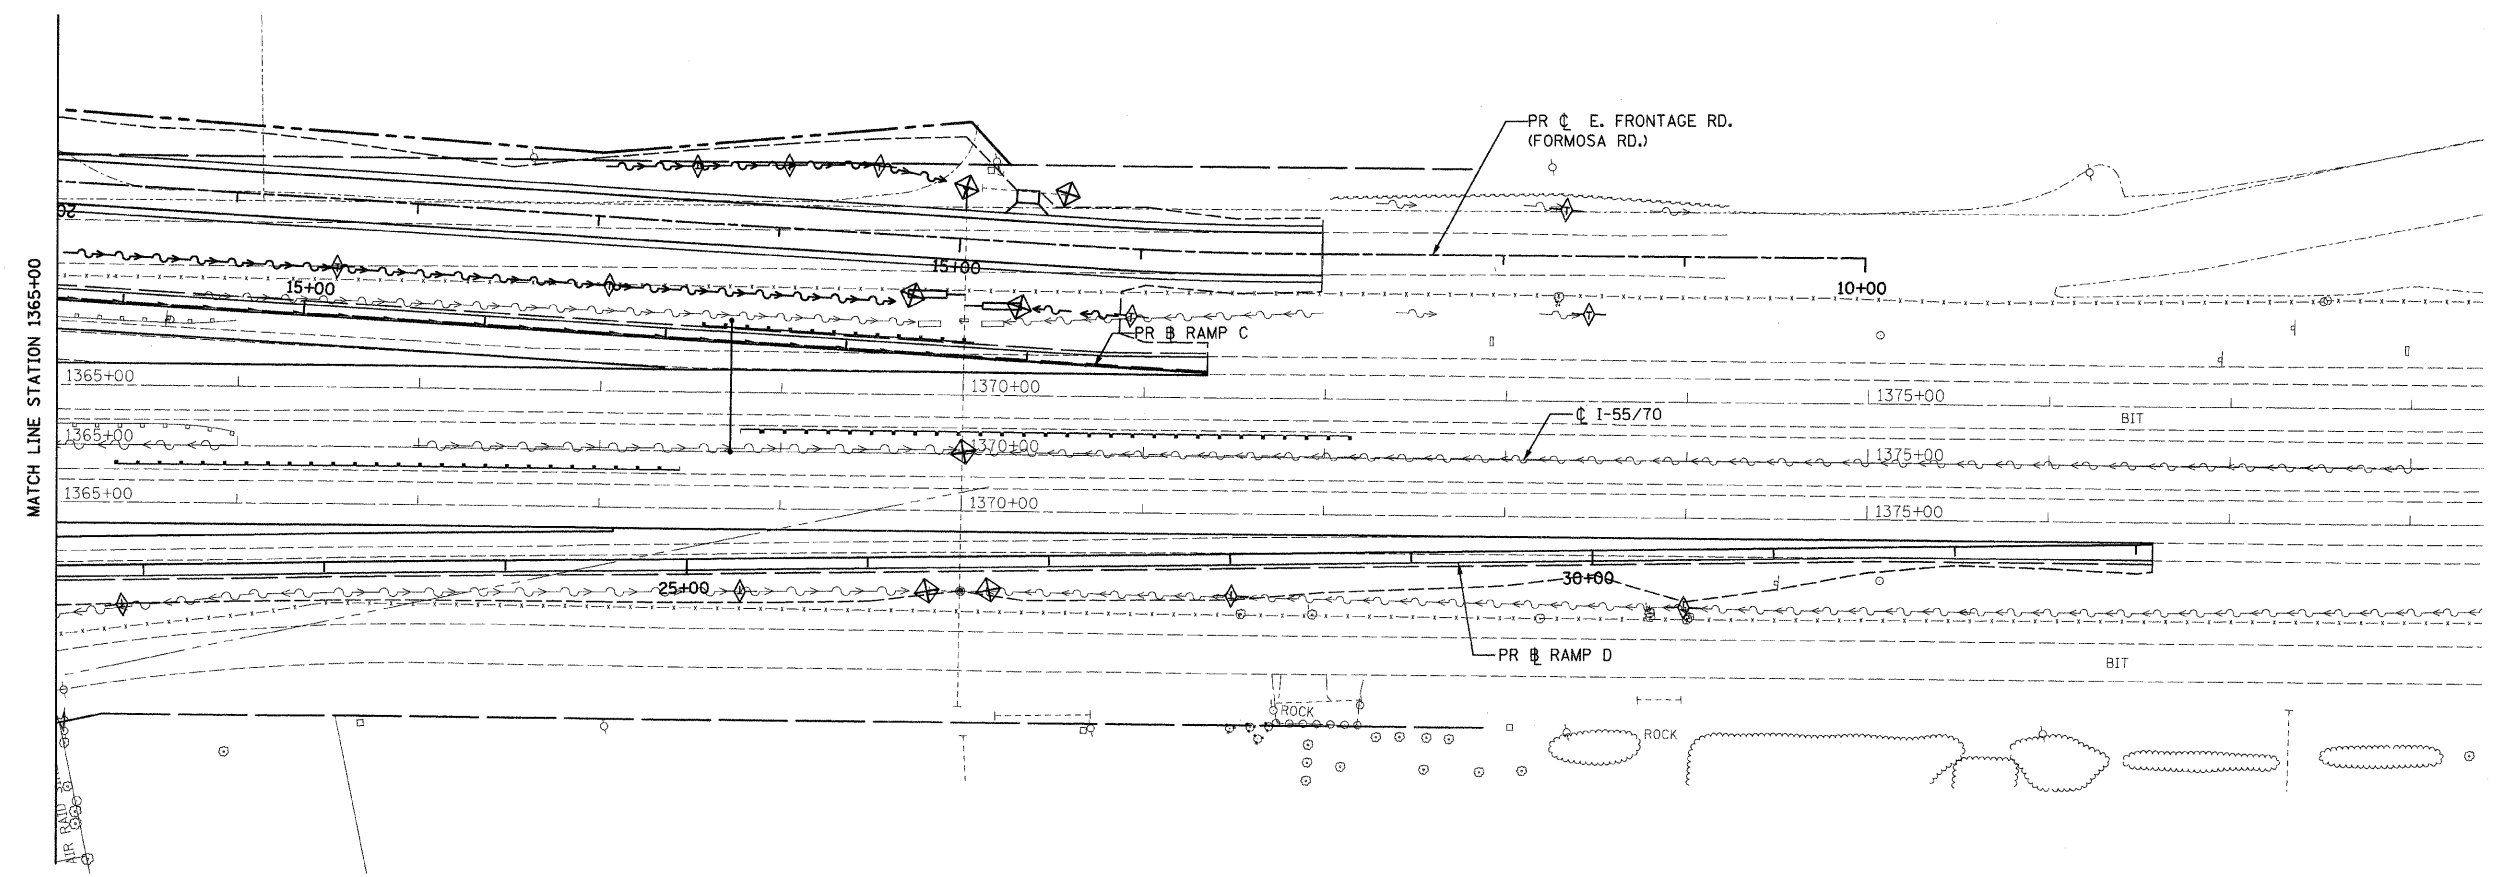 MATCH LINE STATION 1365+00
PR ℄ E. FRONTAGE RD.
(FORMOSA RD.)
20
15+00
15+00
10+00
PR B RAMP C
1365+00
1370+00
1375+00
BIT
℄ I-55/70
1365+00
1370+00
1375+00
1365+00
1370+00
1375+00
25+00
30+00
PR B RAMP D
BIT
ROCK
ROCK
AIR RAID